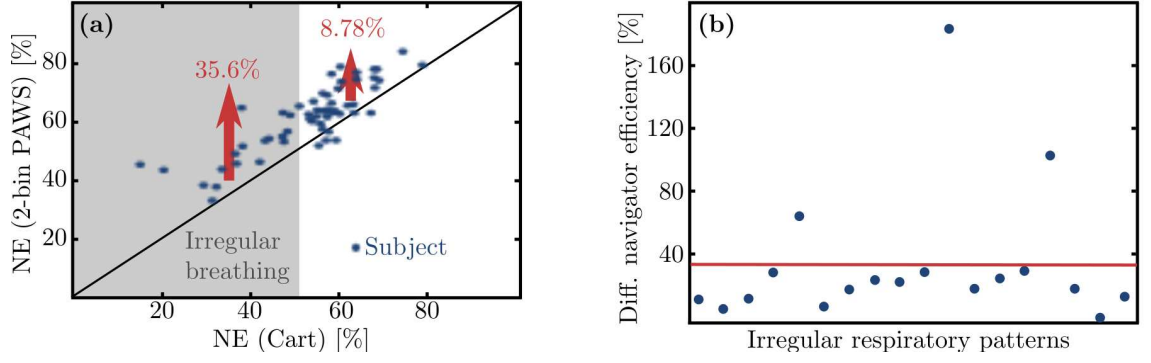 (a)
NE (2-bin PAWS) [%]
80
60
40
20
35.6%
8.78%
Irregular
breathing
Subject
20
40
60
80
NE (Cart) [%]
(b)
Diff. navigator efficiency [%]
160
120
80
40
Irregular respiratory patterns